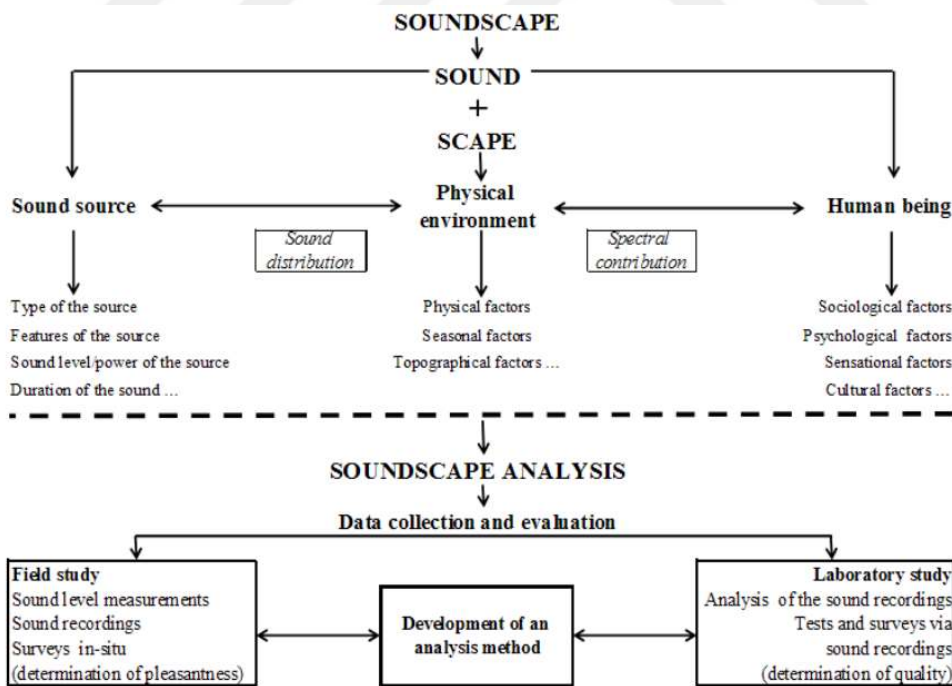 SOUNDSCAPE
SOUND
+
SCAPE
Sound source
Physical
environment
Human being
Sound
distribution
Spectral
contribution
Type of the source
Features of the source
Sound level/power of the source
Duration of the sound ...
Physical factors
Seasonal factors
Topographical factors ...
Sociological factors
Psychological factors
Sensational factors
Cultural factors ...
SOUNDSCAPE ANALYSIS
Data collection and evaluation
Field study
Sound level measurements
Sound recordings
Surveys in-situ
(determination of pleasantness)
Development of an
analysis method
Laboratory study
Analysis of the sound recordings
Tests and surveys via
sound recordings
(determination of quality)